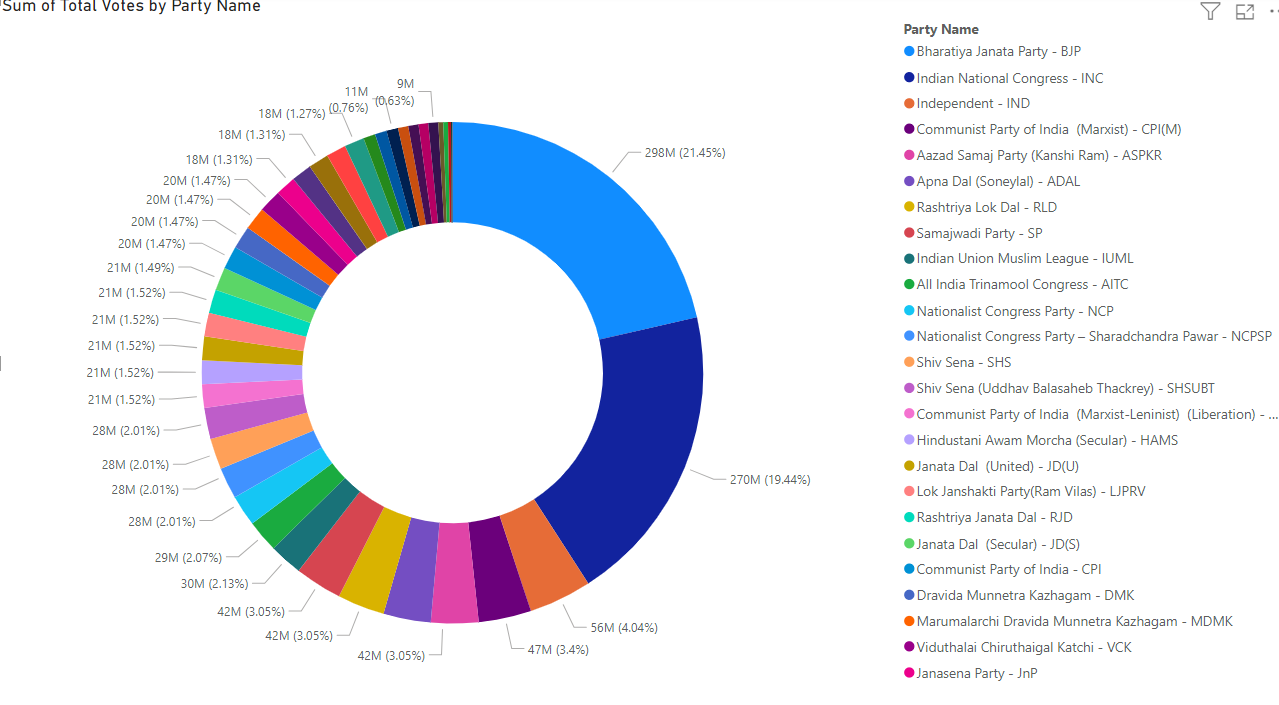 Sum of Total Votes by Party Name
Party Name
Bharatiya Janata Party - BJP
Indian National Congress - INC
Independent - IND
Communist Party of India (Marxist) - CPI(M)
Aazad Samaj Party (Kanshi Ram) - ASPKR
Apna Dal (Soneylal) - ADAL
Rashtriya Lok Dal - RLD
Samajwadi Party - SP
Indian Union Muslim League - IUML
All India Trinamool Congress - AITC
Nationalist Congress Party - NCP
Nationalist Congress Party – Sharadchandra Pawar - NCPSP
Shiv Sena - SHS
Shiv Sena (Uddhav Balasaheb Thackrey) - SHSUBT
Communist Party of India (Marxist-Leninist) (Liberation) - ...
Hindustani Awam Morcha (Secular) - HAMS
Janata Dal (United) - JD(U)
Lok Janshakti Party(Ram Vilas) - LJPRV
Rashtriya Janata Dal - RJD
Janata Dal (Secular) - JD(S)
Communist Party of India - CPI
Dravida Munnetra Kazhagam - DMK
Marumalarchi Dravida Munnetra Kazhagam - MDMK
Viduthalai Chiruthaigal Katchi - VCK
Janasena Party - JnP
298M (21.45%)
270M (19.44%)
56M (4.04%)
47M (3.4%)
42M (3.05%)
42M (3.05%)
42M (3.05%)
30M (2.13%)
29M (2.07%)
28M (2.01%)
28M (2.01%)
28M (2.01%)
28M (2.01%)
21M (1.52%)
21M (1.52%)
21M (1.52%)
21M (1.52%)
21M (1.52%)
21M (1.49%)
20M (1.47%)
20M (1.47%)
20M (1.47%)
20M (1.47%)
18M (1.31%)
18M (1.31%)
18M (1.27%)
11M
(0.76%)
9M
(0.63%)